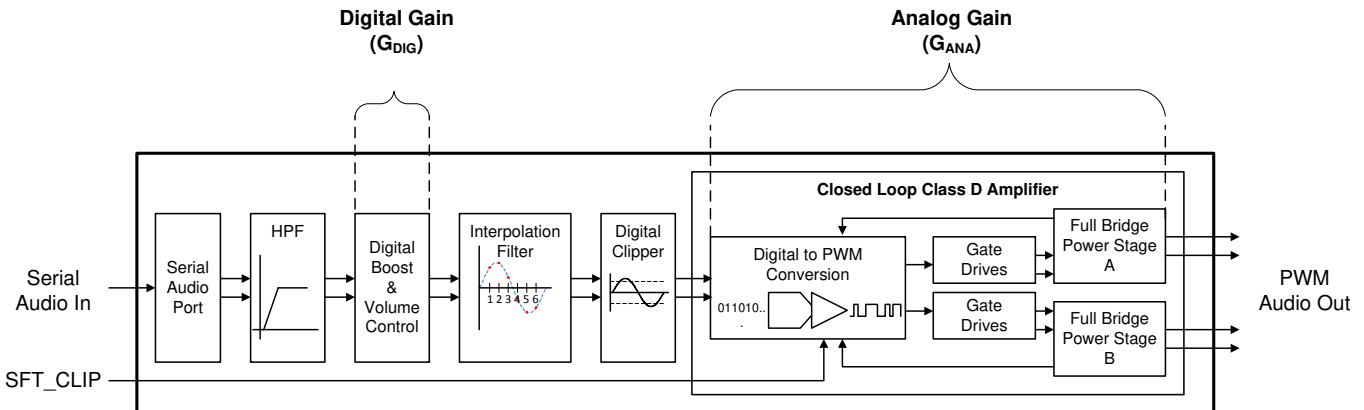 Digital Gain
(GDIG)
Analog Gain
(GANA)
Closed Loop Class D Amplifier
Serial
Audio In
Serial
Audio
Port
HPF
Digital
Boost
&
Volume
Control
Interpolation
Filter
1 2 3 4 5 6
Digital
Clipper
Digital to PWM
Conversion
011010..
.
Gate
Drives
Gate
Drives
Full Bridge
Power Stage
A
Full Bridge
Power Stage
B
PWM
Audio Out
SFT_CLIP